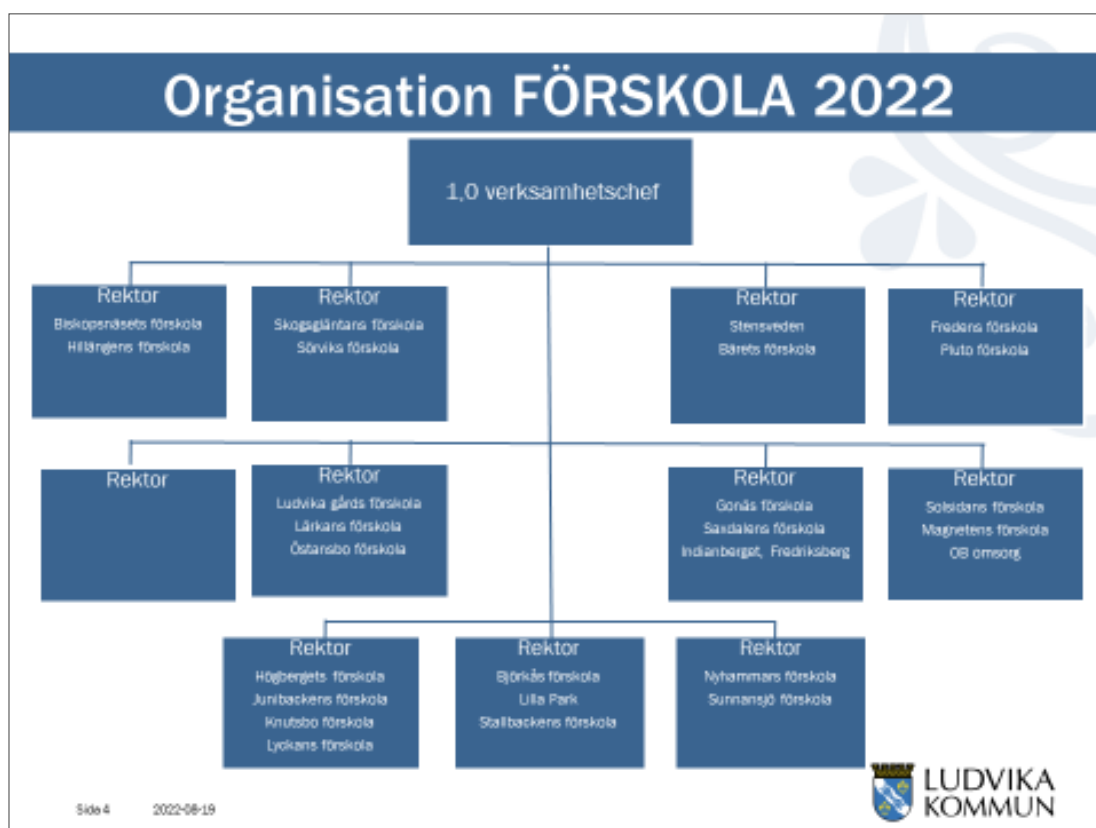 Organisation FÖRSKOLA 2022
1,0 verksamhetschef
Rektor
Biskopsnäsets förskola
Hillängens förskola
Rektor
Skogsgläntans förskola
Sörviks förskola
Rektor
Stensveden
Bärets förskola
Rektor
Fredens förskola
Pluto förskola
Rektor
Rektor
Ludvika gårds förskola
Lärkans förskola
Östansbo förskola
Rektor
Gonäs förskola
Saxdalens förskola
Indianberget, Fredriksberg
Rektor
Solsidans förskola
Magnetens förskola
OB omsorg
Rektor
Högbergets förskola
Junibackens förskola
Knutsbo förskola
Lyckans förskola
Rektor
Björkås förskola
Lilla Park
Stallbackens förskola
Rektor
Nyhammars förskola
Sunnansjö förskola
Sida 4 2022-08-19
LUDVIKA
KOMMUN